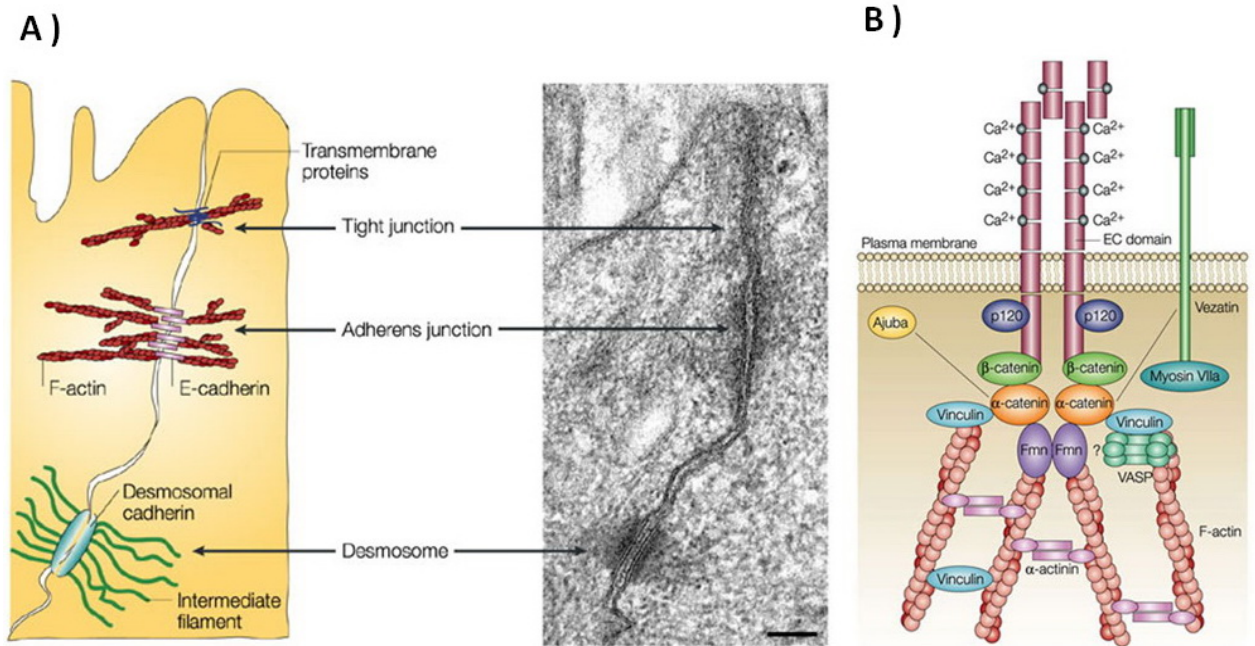 A )
Transmembrane
proteins
Tight junction
Adherens junction
F-actin
E-cadherin
Desmosomal
cadherin
Desmosome
Intermediate
filament
B )
Ca2+
Ca2+
Ca2+
Ca2+
Ca2+
Ca2+
Ca2+
Ca2+
Plasma membrane
EC domain
Ajuba
p120
p120
Vezatin
β-catenin
β-catenin
Myosin VIIa
α-catenin
α-catenin
Vinculin
Vinculin
Fmn
Fmn
?
VASP
F-actin
α-actinin
Vinculin